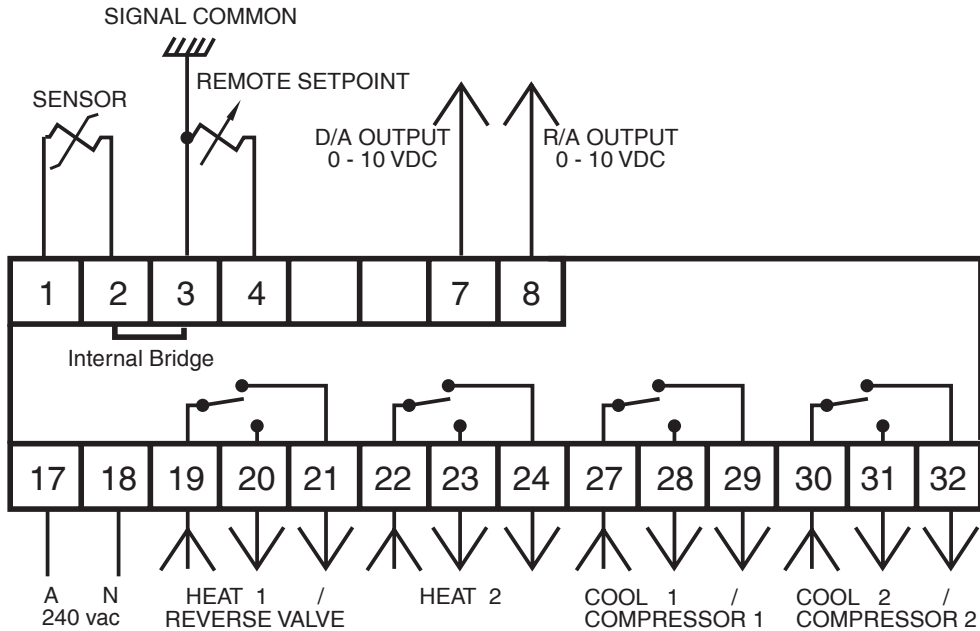 SIGNAL COMMON
REMOTE SETPOINT
SENSOR
D/A OUTPUT
0 - 10 VDC
R/A OUTPUT
0 - 10 VDC
1 2 3 4 7 8
Internal Bridge
17 18 19 20 21 22 23 24 27 28 29 30 31 32
A N
240 vac
HEAT 1 /
REVERSE VALVE
HEAT 2
COOL 1 /
COMPRESSOR 1
COOL 2 /
COMPRESSOR 2